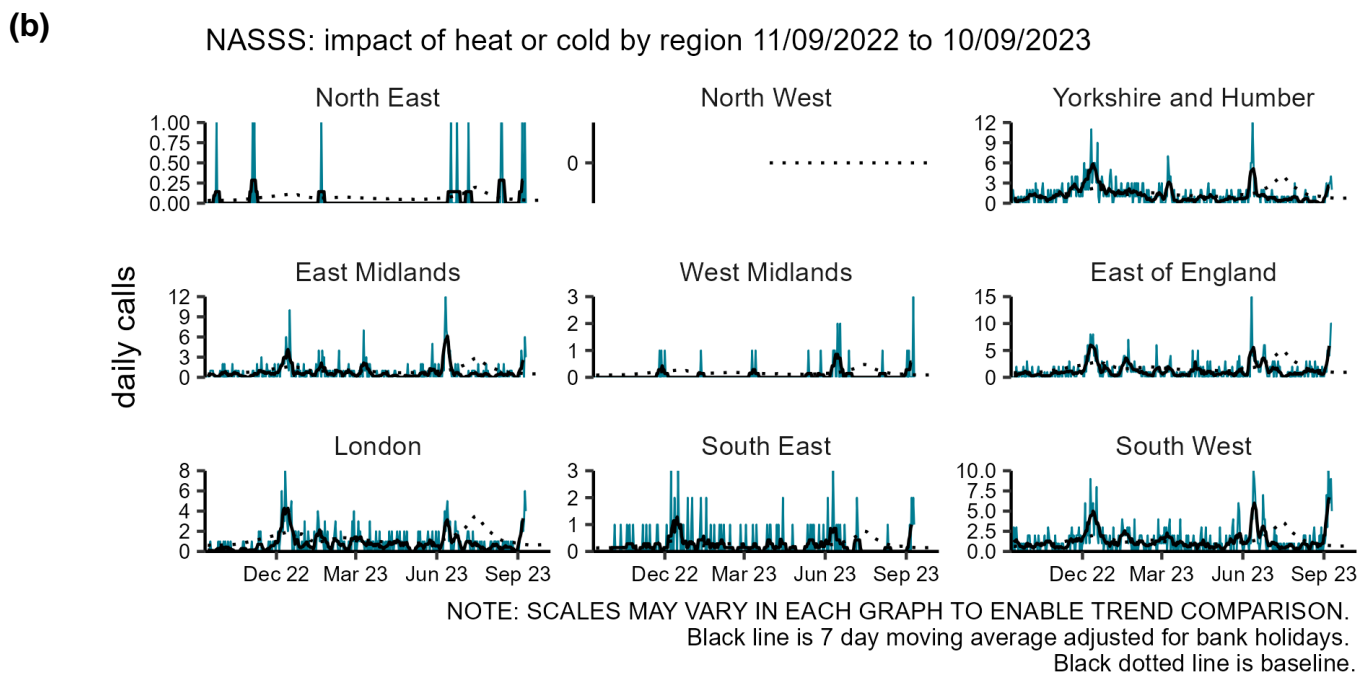 (b)
NASSS: impact of heat or cold by region 11/09/2022 to 10/09/2023
daily calls
North East
1.00
0.75
0.50
0.25
0.00
North West
0
Yorkshire and Humber
12
9
6
3
0
East Midlands
12
9
6
3
0
West Midlands
3
2
1
0
East of England
15
10
5
0
London
8
6
4
2
0
Dec 22 Mar 23 Jun 23 Sep 23
South East
3
2
1
0
Dec 22 Mar 23 Jun 23 Sep 23
South West
10.0
7.5
5.0
2.5
0.0
Dec 22 Mar 23 Jun 23 Sep 23
NOTE: SCALES MAY VARY IN EACH GRAPH TO ENABLE TREND COMPARISON.
Black line is 7 day moving average adjusted for bank holidays.
Black dotted line is baseline.